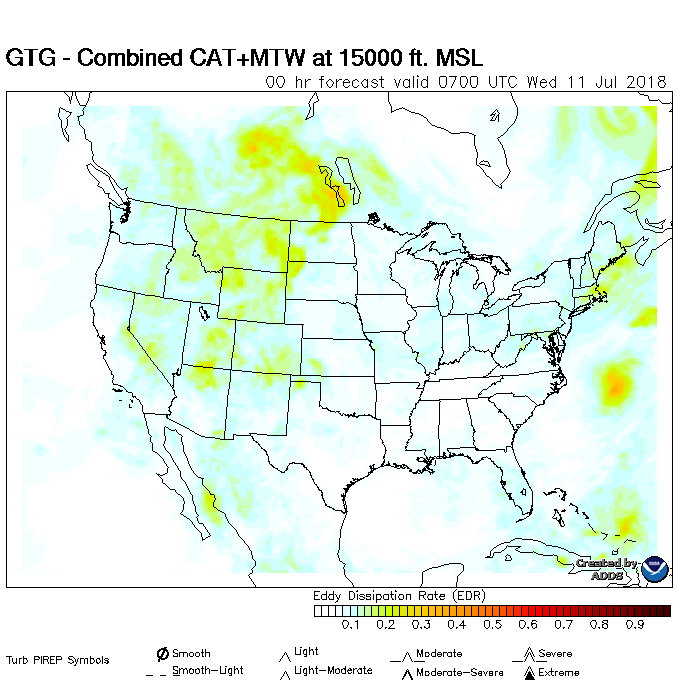 GTG - Combined CAT+MTW at 15000 ft. MSL
00 hr forecast valid 0700 UTC Wed 11 Jul 2018
Created by
ADDS
Eddy Dissipation Rate (EDR)
0.1 0.2 0.3 0.4 0.5 0.6 0.7 0.8 0.9
Turb PIREP Symbols
Smooth Light Moderate Severe
Smooth-Light Light-Moderate Moderate-Severe Extreme